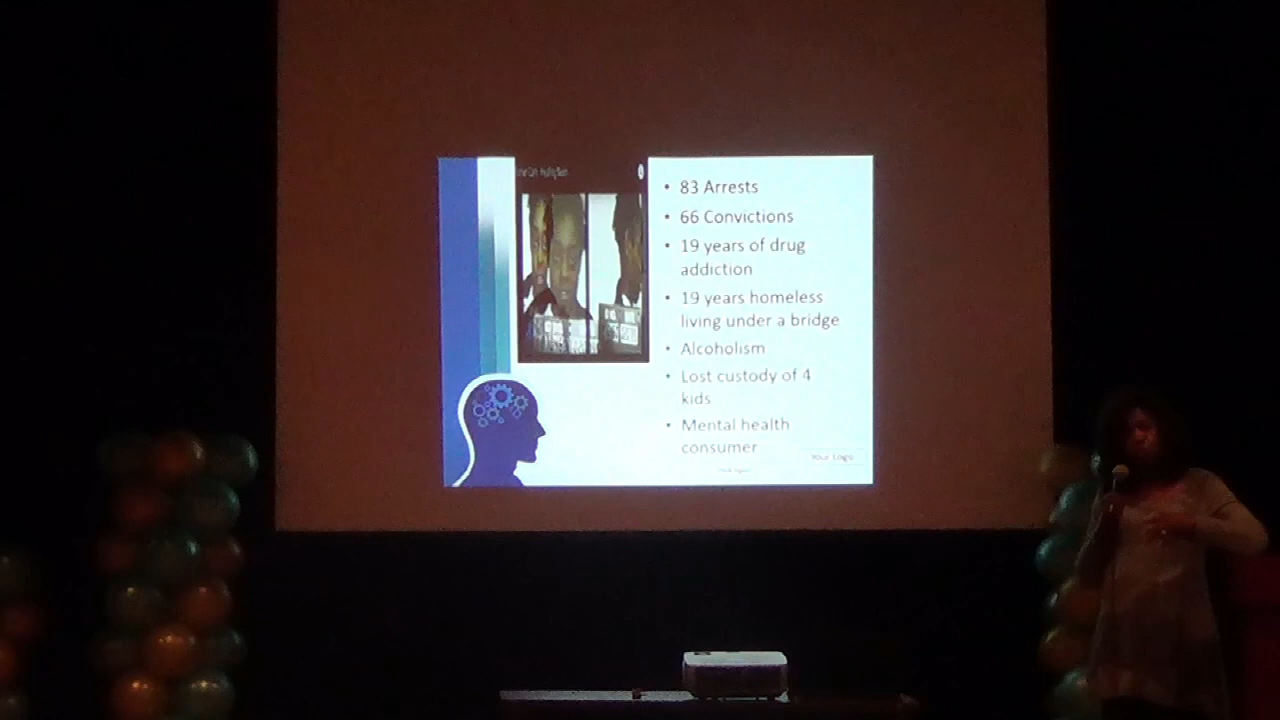 • 83 Arrests
• 66 Convictions
• 19 years of drug
addiction
• 19 years homeless
living under a bridge
• Alcoholism
• Lost custody of 4
kids
• Mental health
consumer
Your Logo